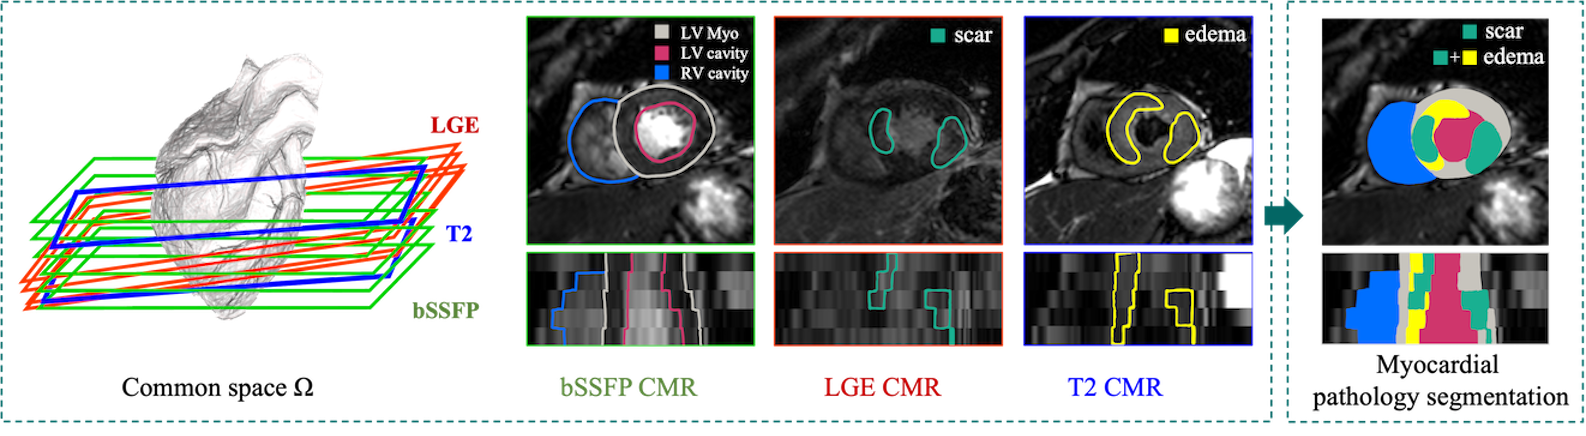 LGE
T2
bSSFP
Common space Ω
LV Myo
LV cavity
RV cavity
bSSFP CMR
scar
LGE CMR
edema
T2 CMR
scar
+ edema
Myocardial
pathology segmentation